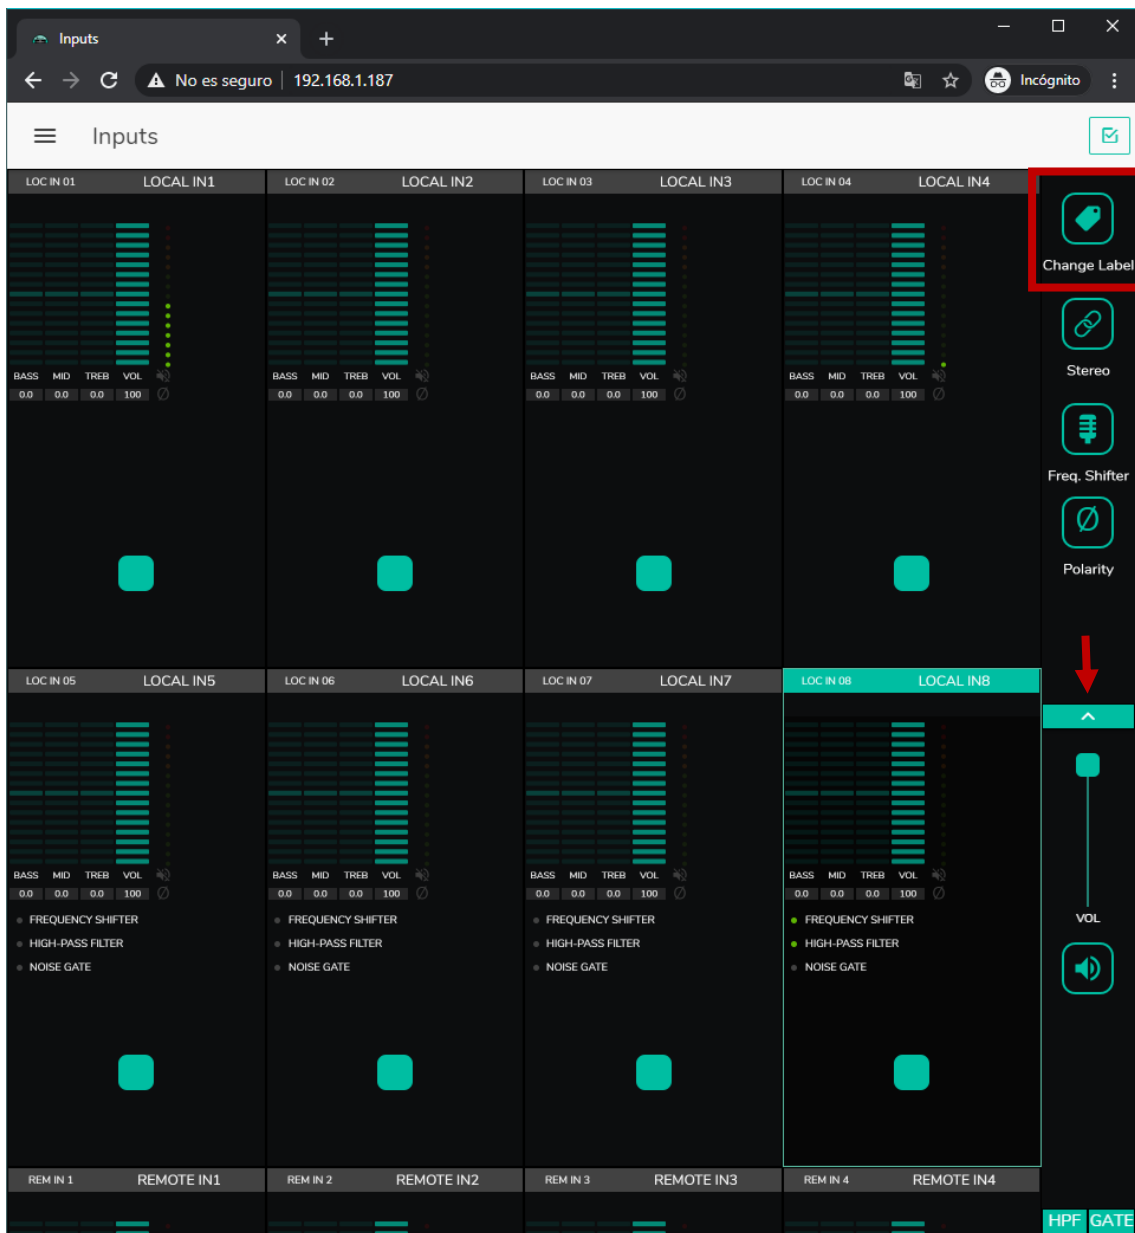 Inputs
No es seguro | 192.168.1.187
Incógnito
Inputs
LOC IN 01 LOCAL IN1 LOC IN 02 LOCAL IN2 LOC IN 03 LOCAL IN3 LOC IN 04 LOCAL IN4
Change Label
Stereo
BASS MID TREB VOL BASS MID TREB VOL BASS MID TREB VOL BASS MID TREB VOL
0.0 0.0 0.0 100 0.0 0.0 0.0 100 0.0 0.0 0.0 100 0.0 0.0 0.0 100
Freq. Shifter
Polarity
LOC IN 05 LOCAL IN5 LOC IN 06 LOCAL IN6 LOC IN 07 LOCAL IN7 LOC IN 08 LOCAL IN8
BASS MID TREB VOL BASS MID TREB VOL BASS MID TREB VOL BASS MID TREB VOL
0.0 0.0 0.0 100 0.0 0.0 0.0 100 0.0 0.0 0.0 100 0.0 0.0 0.0 100
FREQUENCY SHIFTER FREQUENCY SHIFTER FREQUENCY SHIFTER FREQUENCY SHIFTER
VOL
HIGH-PASS FILTER HIGH-PASS FILTER HIGH-PASS FILTER HIGH-PASS FILTER
NOISE GATE NOISE GATE NOISE GATE NOISE GATE
REM IN 1 REMOTE IN1 REM IN 2 REMOTE IN2 REM IN 3 REMOTE IN3 REM IN 4 REMOTE IN4
HPF GATE